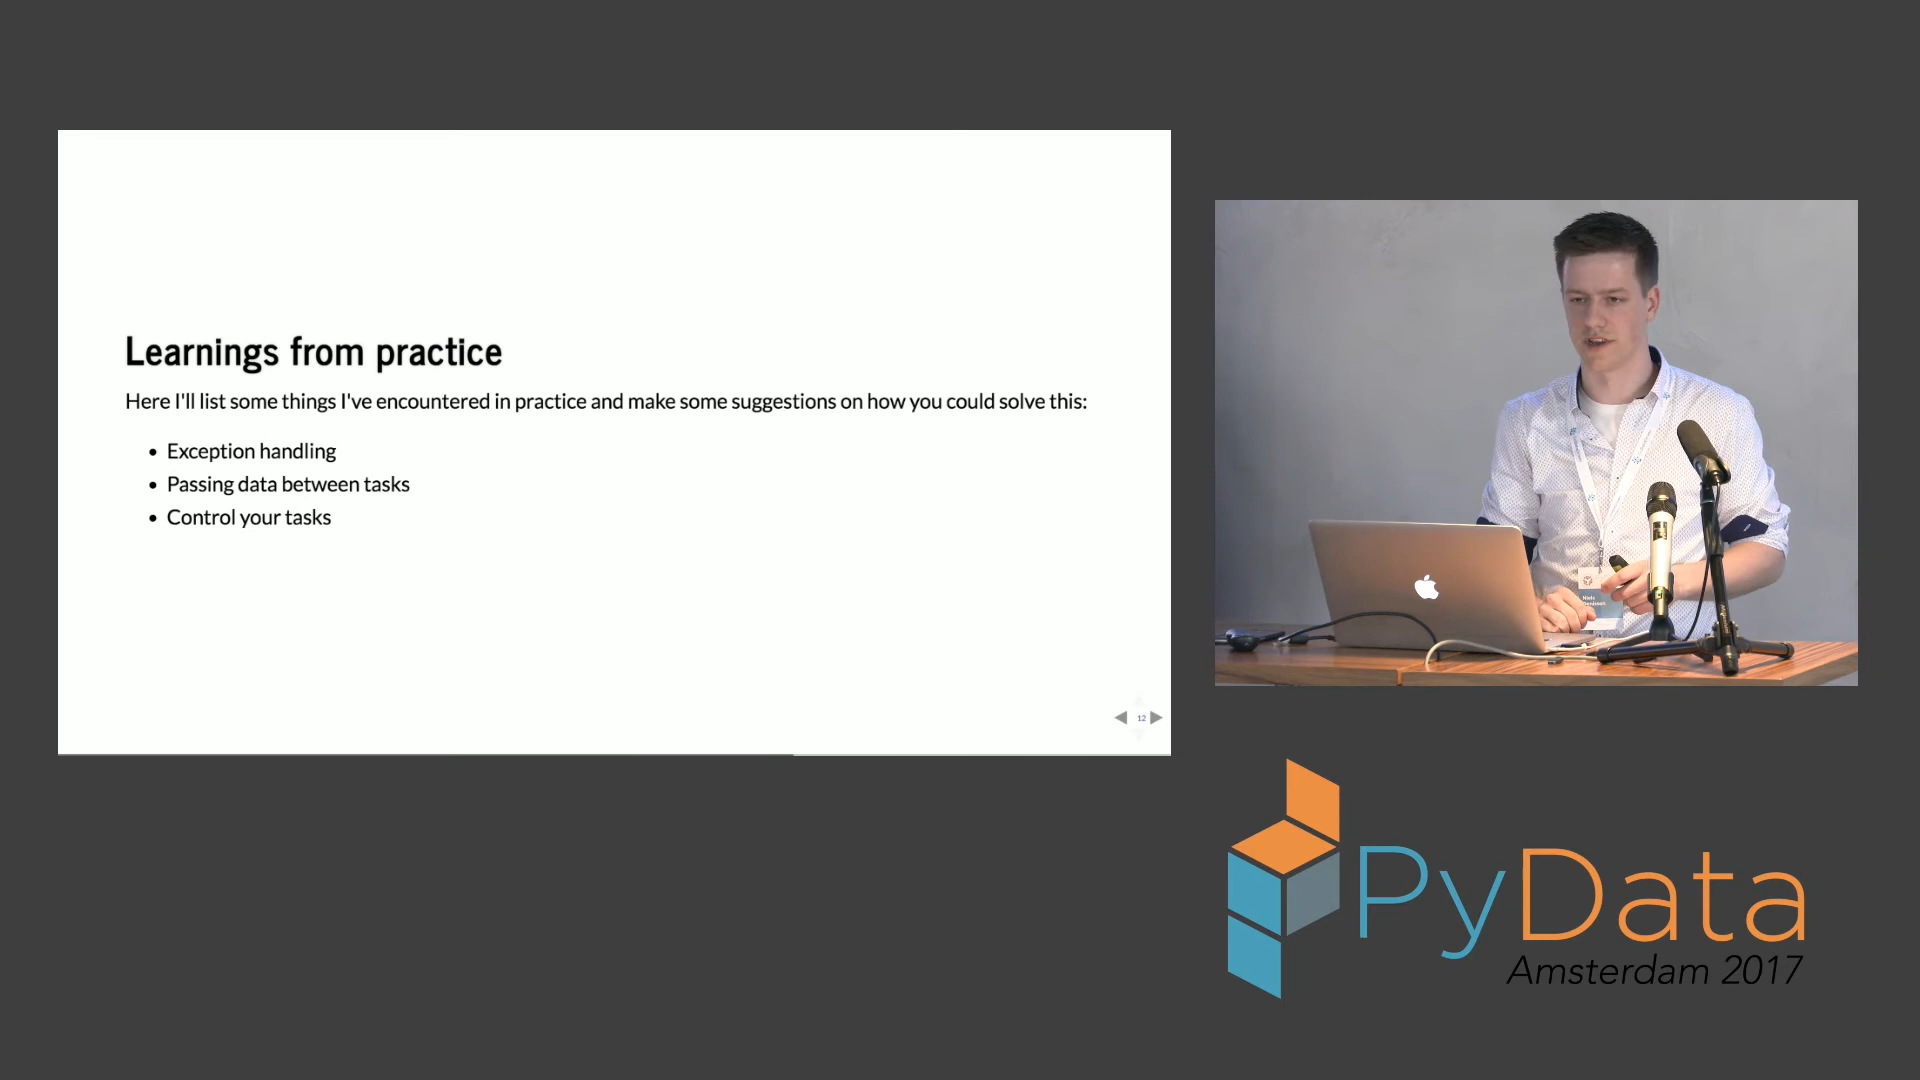 Learnings from practice
Here I'll list some things I've encountered in practice and make some suggestions on how you could solve this:
• Exception handling
• Passing data between tasks
• Control your tasks
12
Niels
PyData
Amsterdam 2017